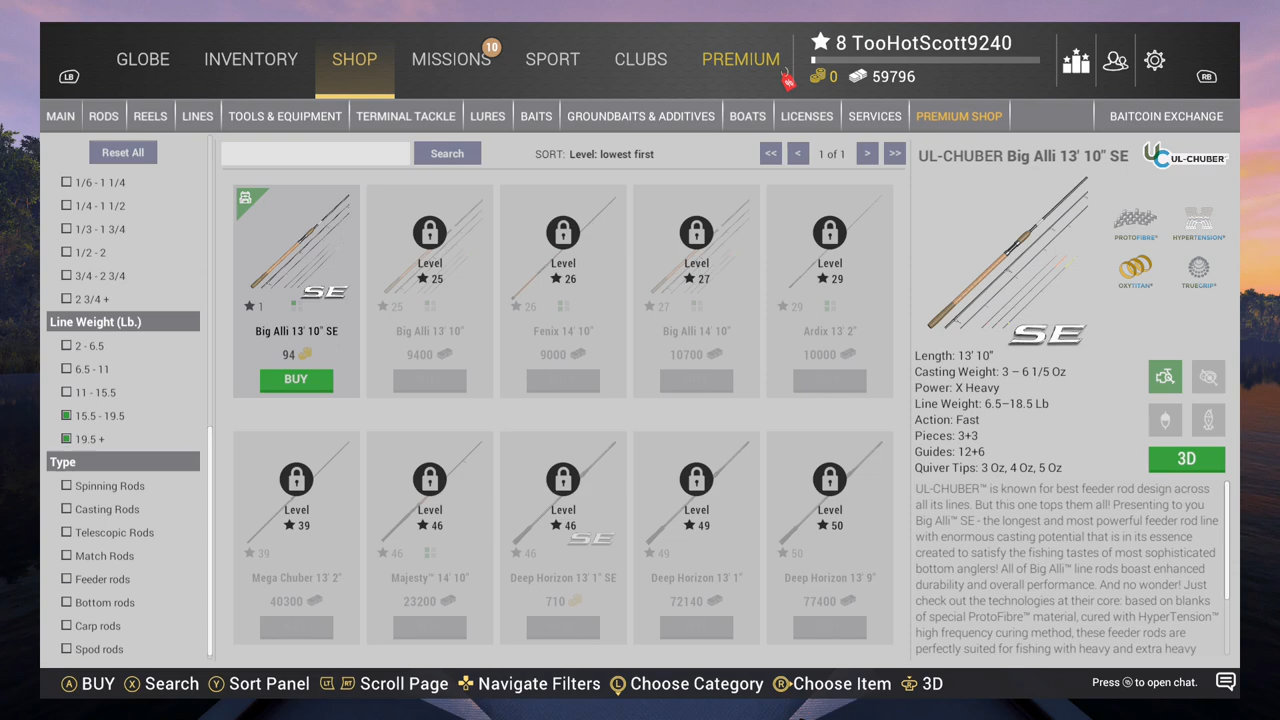 LB
GLOBE
INVENTORY
SHOP
MISSIONS
10
SPORT
CLUBS
PREMIUM
%
8 TooHotScott9240
0
59796
RB
MAIN
RODS
REELS
LINES
TOOLS & EQUIPMENT
TERMINAL TACKLE
LURES
BAITS
GROUNDBAITS & ADDITIVES
BOATS
LICENSES
SERVICES
PREMIUM SHOP
BAITCOIN EXCHANGE
Reset All
1/6 - 1 1/4
1/4 - 1 1/2
1/3 - 1 3/4
1/2 - 2
3/4 - 2 3/4
2 3/4 +
Line Weight (Lb.)
2 - 6.5
6.5 - 11
11 - 15.5
15.5 - 19.5
19.5 +
Type
Spinning Rods
Casting Rods
Telescopic Rods
Match Rods
Feeder rods
Bottom rods
Carp rods
Spod rods
Search
SORT: Level: lowest first
<<
<
1 of 1
>
>>
SE
1
Big Alli 13' 10" SE
94
BUY
Level
25
25
Big Alli 13' 10"
9400
Level
26
26
Fenix 14' 10"
9000
Level
27
27
Big Alli 14' 10"
10700
Level
29
29
Ardix 13' 2"
10000
Level
39
39
Mega Chuber 13' 2"
40300
Level
46
46
Majesty™ 14' 10"
23200
Level
46
SE
46
Deep Horizon 13' 1" SE
710
Level
49
49
Deep Horizon 13' 1"
72140
Level
50
50
Deep Horizon 13' 9"
77400
UL-CHUBER Big Alli 13' 10" SE
UL-CHUBER
PROTOFIBRE®
HYPERTENSION®
OXYTITAN®
TRUEGRIP®
SE
Length: 13' 10"
Casting Weight: 3 – 6 1/5 Oz
Power: X Heavy
Line Weight: 6.5–18.5 Lb
Action: Fast
Pieces: 3+3
Guides: 12+6
Quiver Tips: 3 Oz, 4 Oz, 5 Oz
3D
UL-CHUBER™ is known for best feeder rod design across
all its lines. But this one tops them all! Presenting to you
Big Alli™ SE - the longest and most powerful feeder rod line
with enormous casting potential that is in its essence
created to satisfy the fishing tastes of most sophisticated
bottom anglers! All of Big Alli™ line rods boast enhanced
durability and overall performance. And no wonder! Just
check out the technologies at their core: based on blanks
of special ProtoFibre™ material, cured with HyperTension™
high frequency curing method, these feeder rods are
perfectly suited for fishing with heavy and extra heavy
A BUY
X Search
Y Sort Panel
LT RT Scroll Page
Navigate Filters
L Choose Category
R Choose Item
3D
Press to open chat.